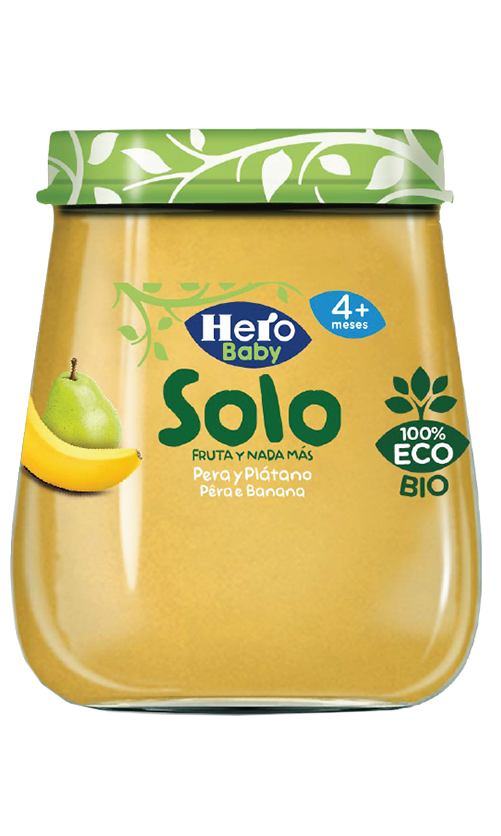 Hero
Baby
4+
meses
Solo
FRUTA Y NADA MÁS
Pera y Plátano
Pêra e Banana
100%
ECO
BIO